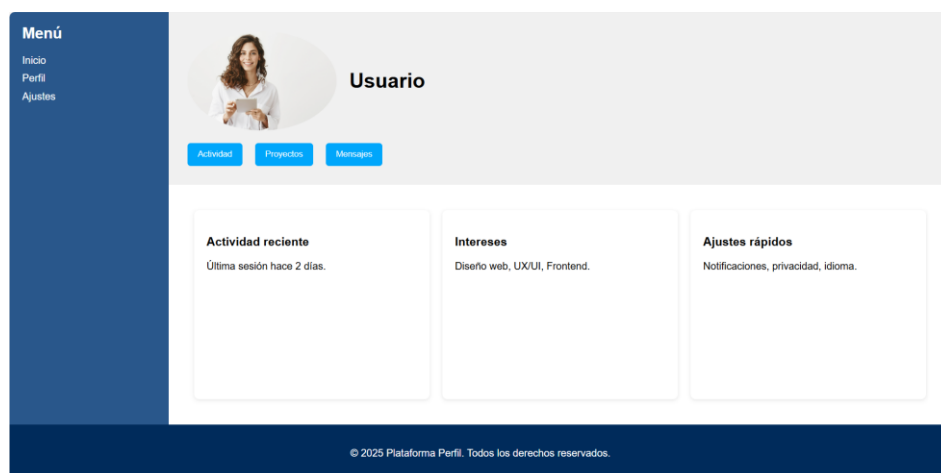 Menú
Inicio
Perfil
Ajustes
Usuario
Actividad
Proyectos
Mensajes
Actividad reciente
Última sesión hace 2 días.
Intereses
Diseño web, UX/UI, Frontend.
Ajustes rápidos
Notificaciones, privacidad, idioma.
© 2025 Plataforma Perfil. Todos los derechos reservados.